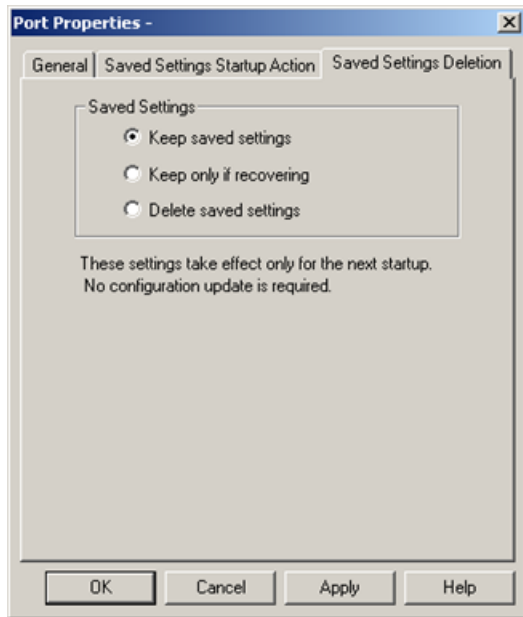 Port Properties -
General
Saved Settings Startup Action
Saved Settings Deletion
Saved Settings
Keep saved settings
Keep only if recovering
Delete saved settings
These settings take effect only for the next startup.
No configuration update is required.
OK
Cancel
Apply
Help